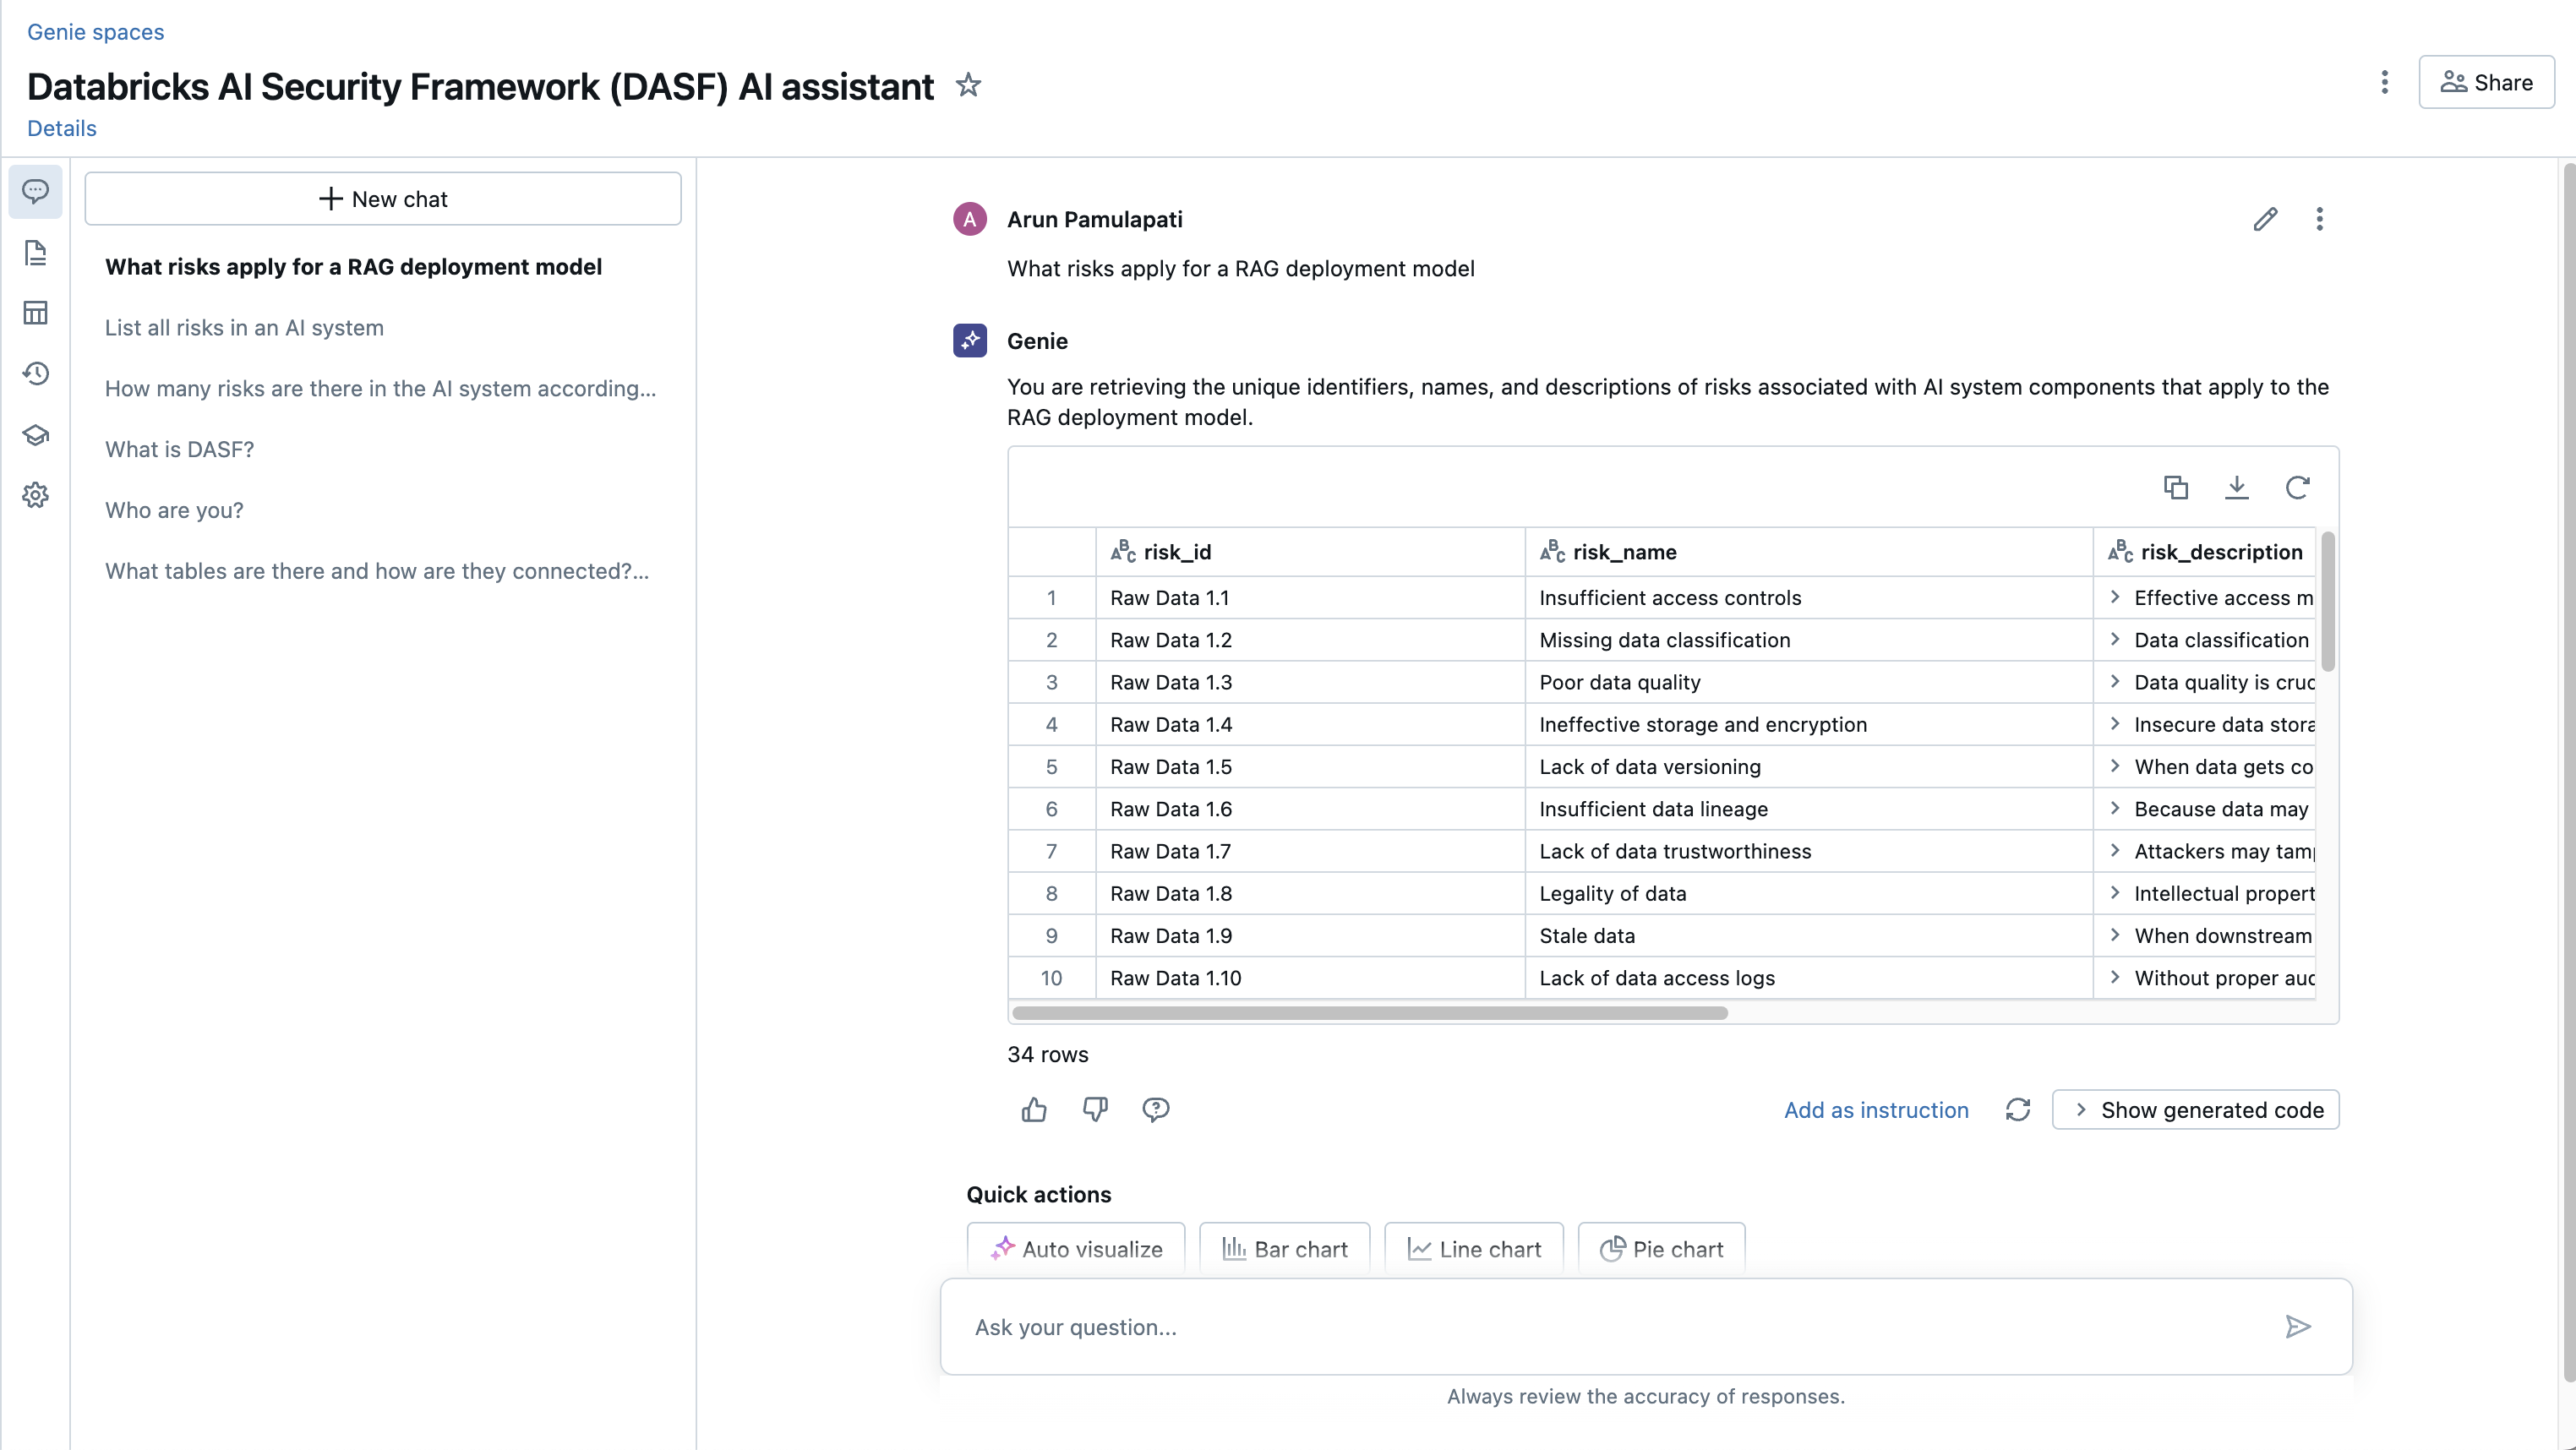 Genie spaces
Databricks AI Security Framework (DASF) AI assistant
Share
Details
New chat
What risks apply for a RAG deployment model
List all risks in an AI system
How many risks are there in the AI system according...
What is DASF?
Who are you?
What tables are there and how are they connected?...
A Arun Pamulapati
What risks apply for a RAG deployment model
Genie
You are retrieving the unique identifiers, names, and descriptions of risks associated with AI system components that apply to the
RAG deployment model.
ABC risk_id ABC risk_name ABC risk_description
1 Raw Data 1.1 Insufficient access controls Effective access m
2 Raw Data 1.2 Missing data classification Data classification
3 Raw Data 1.3 Poor data quality Data quality is cruc
4 Raw Data 1.4 Ineffective storage and encryption Insecure data stora
5 Raw Data 1.5 Lack of data versioning When data gets co
6 Raw Data 1.6 Insufficient data lineage Because data may
7 Raw Data 1.7 Lack of data trustworthiness Attackers may tam
8 Raw Data 1.8 Legality of data Intellectual propert
9 Raw Data 1.9 Stale data When downstream
10 Raw Data 1.10 Lack of data access logs Without proper aud
34 rows
Add as instruction
Show generated code
Quick actions
Auto visualize
Bar chart
Line chart
Pie chart
Ask your question...
Always review the accuracy of responses.